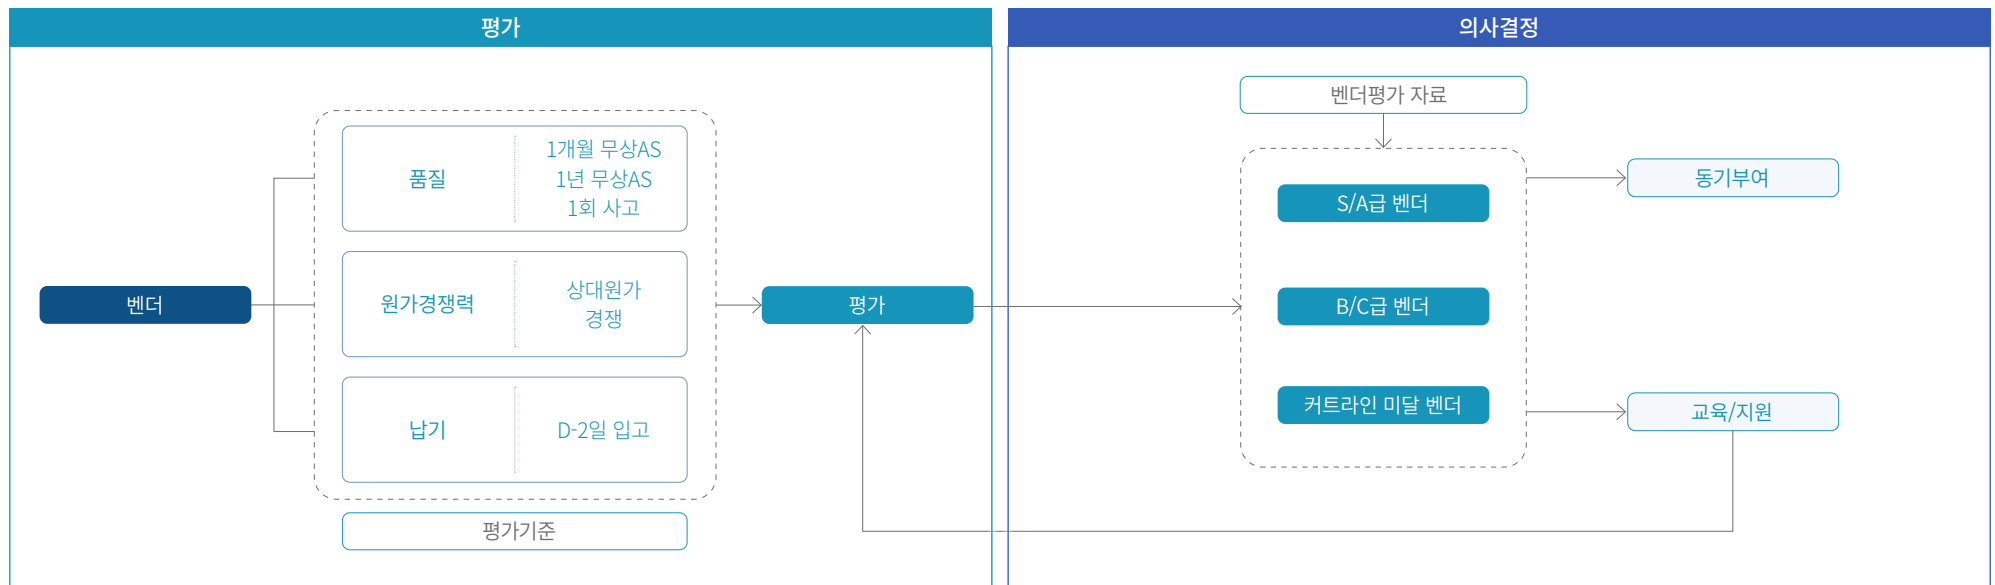 평가
벤더
품질
1개월 무상AS
1년 무상AS
1회 사고
원가경쟁력
상대원가
경쟁
납기
D-2일 입고
평가기준
평가
의사결정
벤더평가 자료
S/A급 벤더
B/C급 벤더
커트라인 미달 벤더
동기부여
교육/지원